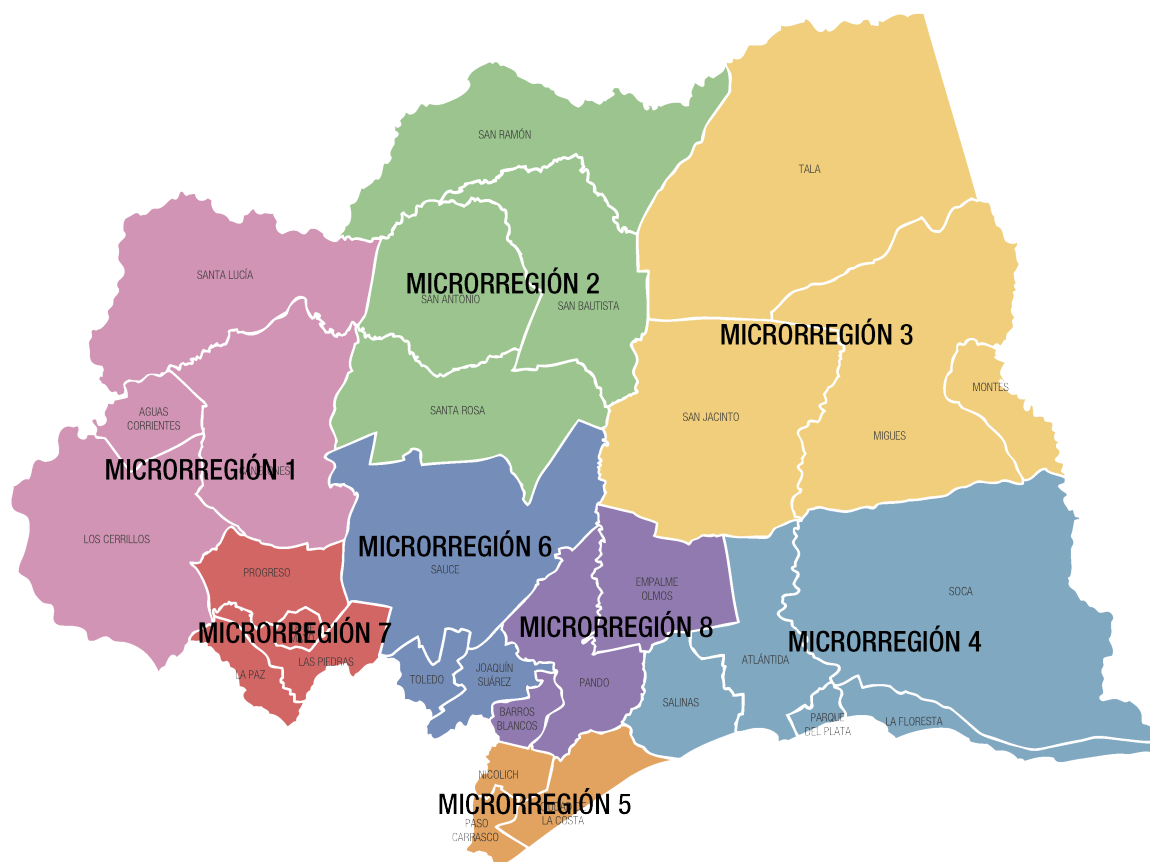 SAN RAMÓN
TALA
SANTA LUCÍA
MICRORREGIÓN 2
SAN ANTONIO
SAN BAUTISTA
MICRORREGIÓN 3
MONTES
SANTA ROSA
SAN JACINTO
AGUAS
CORRIENTES
MIGUES
MICRORREGIÓN 1
LOS CERRILLOS
MICRORREGIÓN 6
SAUCE
PROGRESO
EMPALME
OLMOS
SOCA
MICRORREGIÓN 7
MICRORREGIÓN 8
MICRORREGIÓN 4
LAS PIEDRAS
LA PAZ
ATLÁNTIDA
JOAQUÍN
SUÁREZ
TOLEDO
PANDO
SALINAS
BARROS
BLANCOS
PARQUE
DEL PLATA
LA FLORESTA
NICOLICH
MICRORREGIÓN 5
LA COSTA
PASO
CARRASCO